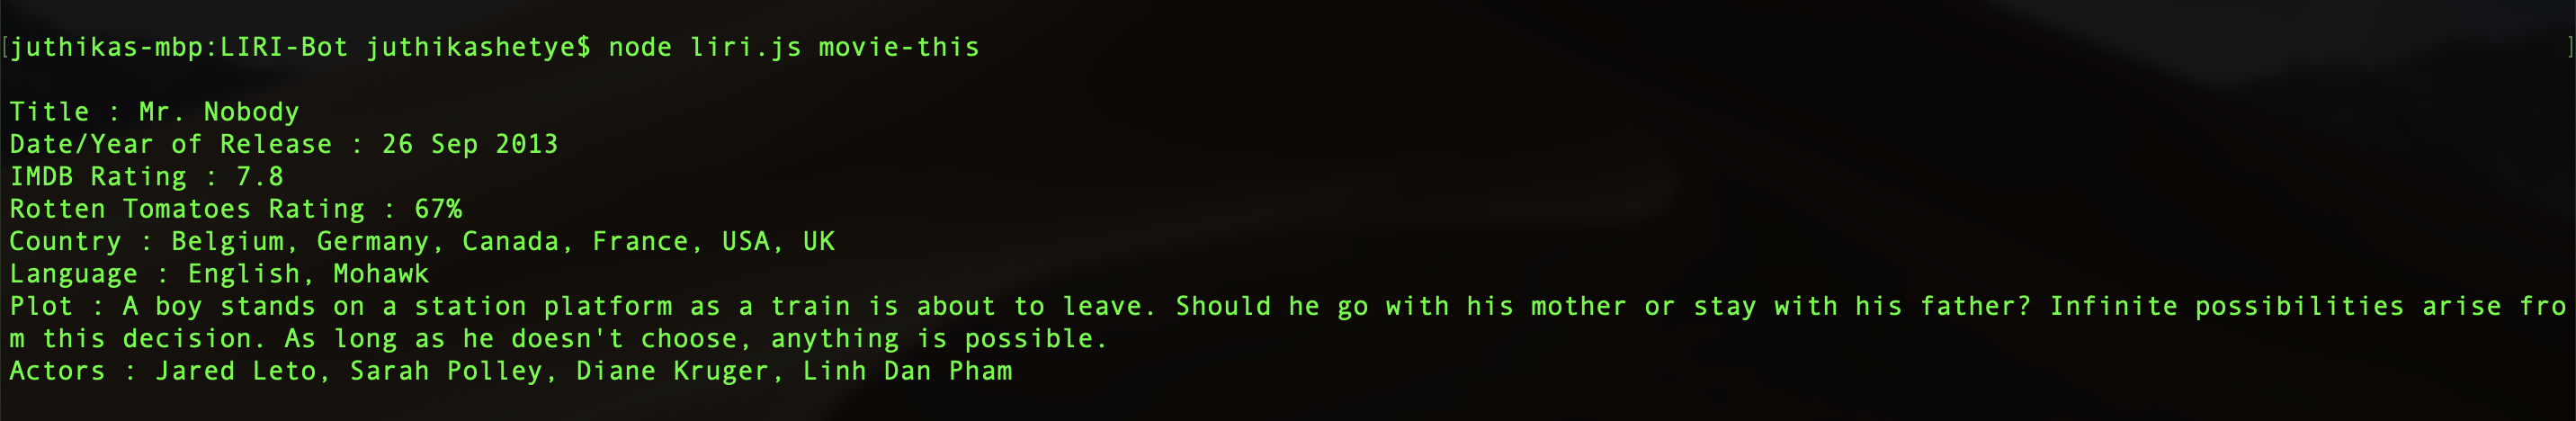 [juthikas-mbp:LIRI-Bot juthikashetye$ node liri.js movie-this ]
Title : Mr. Nobody
Date/Year of Release : 26 Sep 2013
IMDB Rating : 7.8
Rotten Tomatoes Rating : 67%
Country : Belgium, Germany, Canada, France, USA, UK
Language : English, Mohawk
Plot : A boy stands on a station platform as a train is about to leave. Should he go with his mother or stay with his father? Infinite possibilities arise fro
m this decision. As long as he doesn't choose, anything is possible.
Actors : Jared Leto, Sarah Polley, Diane Kruger, Linh Dan Pham